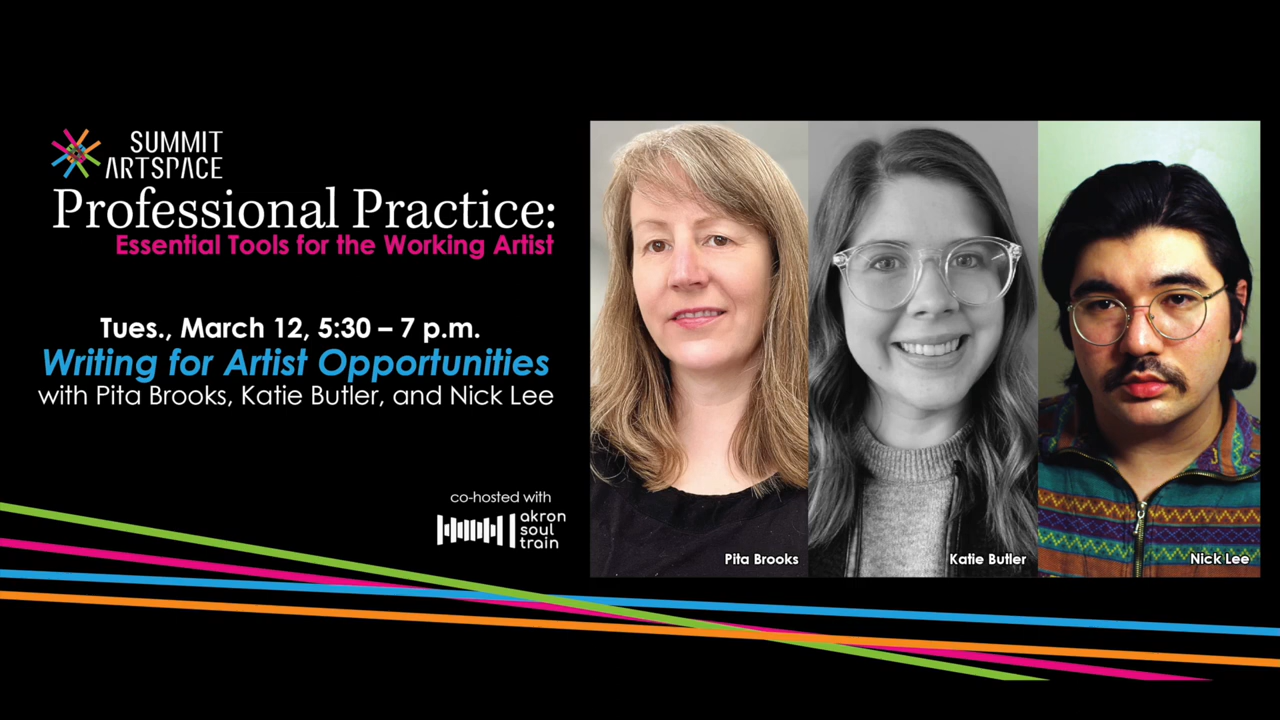 SUMMIT
ARTSPACE
Professional Practice:
Essential Tools for the Working Artist
Tues., March 12, 5:30 – 7 p.m.
Writing for Artist Opportunities
with Pita Brooks, Katie Butler, and Nick Lee
co-hosted with
akron
soul
train
Pita Brooks
Katie Butler
Nick Lee